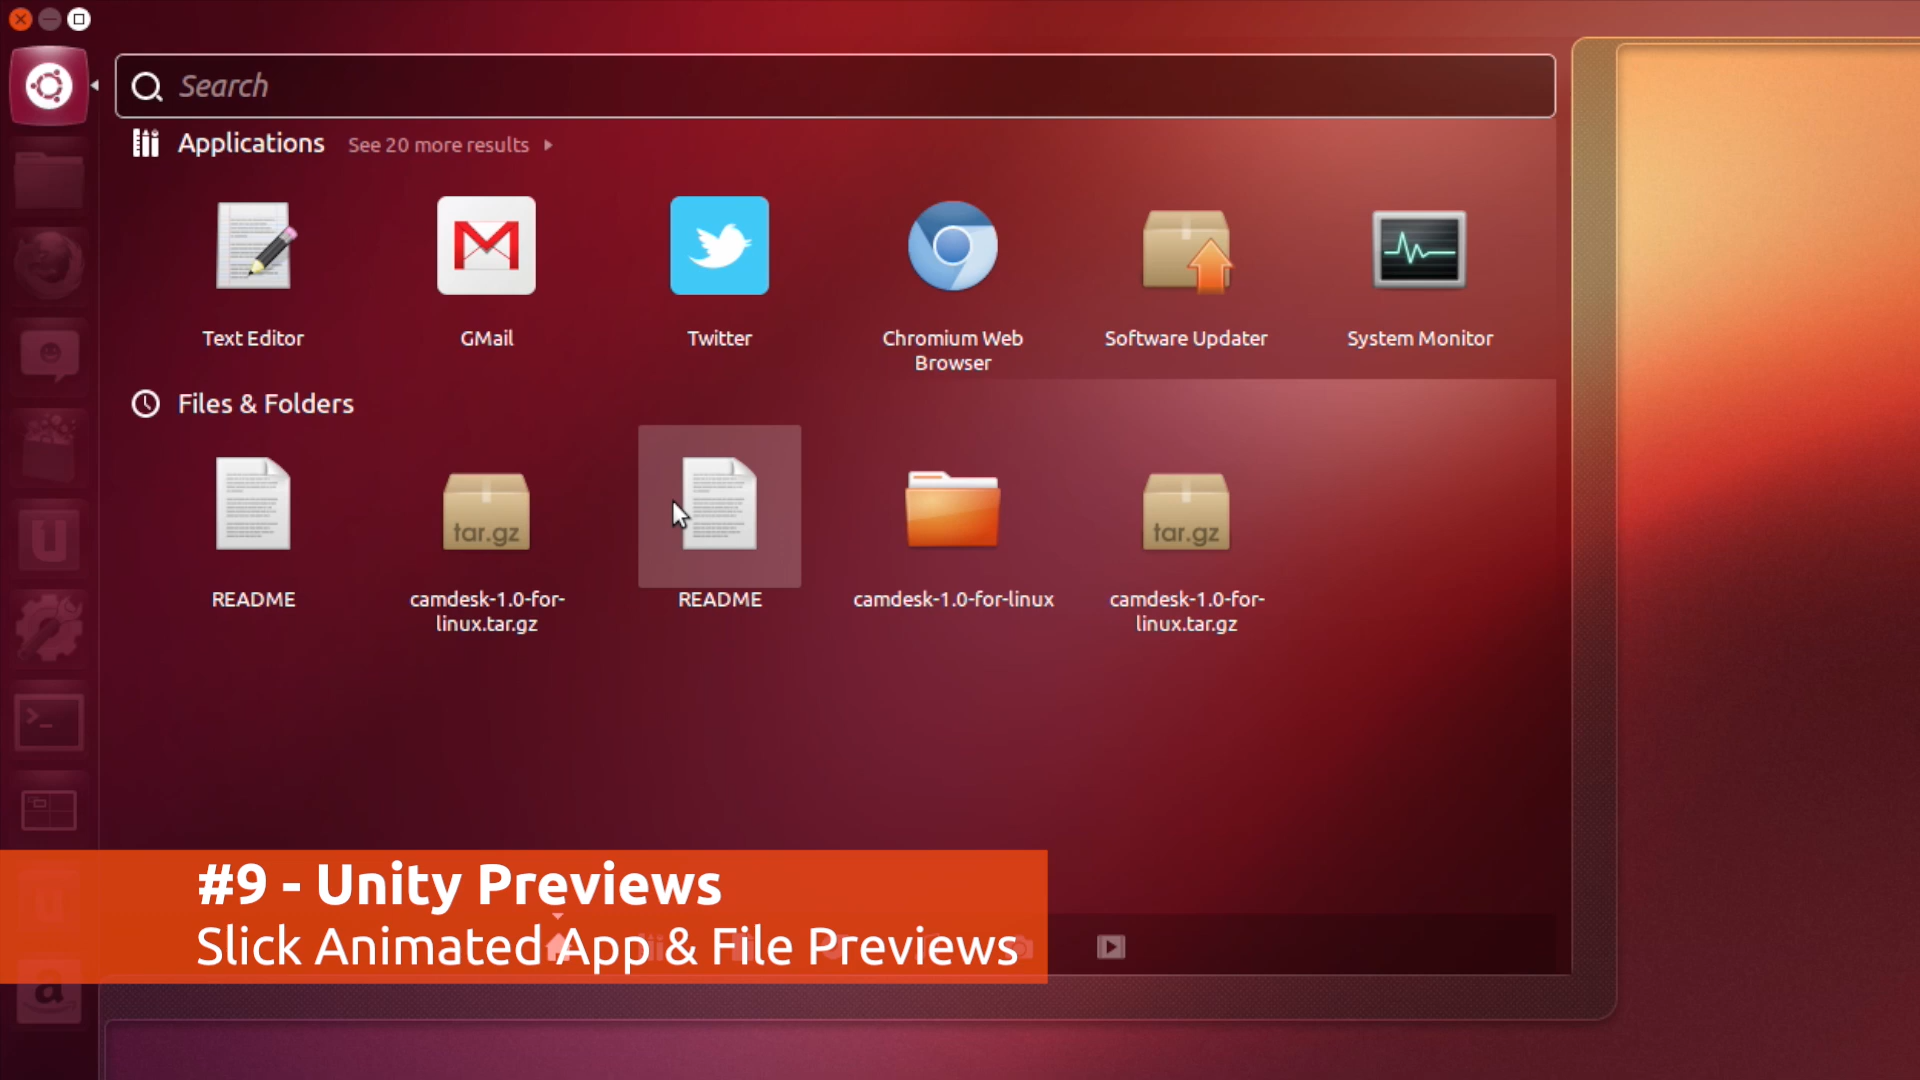 Search
Applications See 20 more results
Text Editor
GMail
Twitter
Chromium Web
Browser
Software Updater
System Monitor
Files & Folders
tar.gz
tar.gz
README
camdesk-1.0-for-
linux.tar.gz
README
camdesk-1.0-for-linux
camdesk-1.0-for-
linux.tar.gz
#9 - Unity Previews
Slick Animated App & File Previews